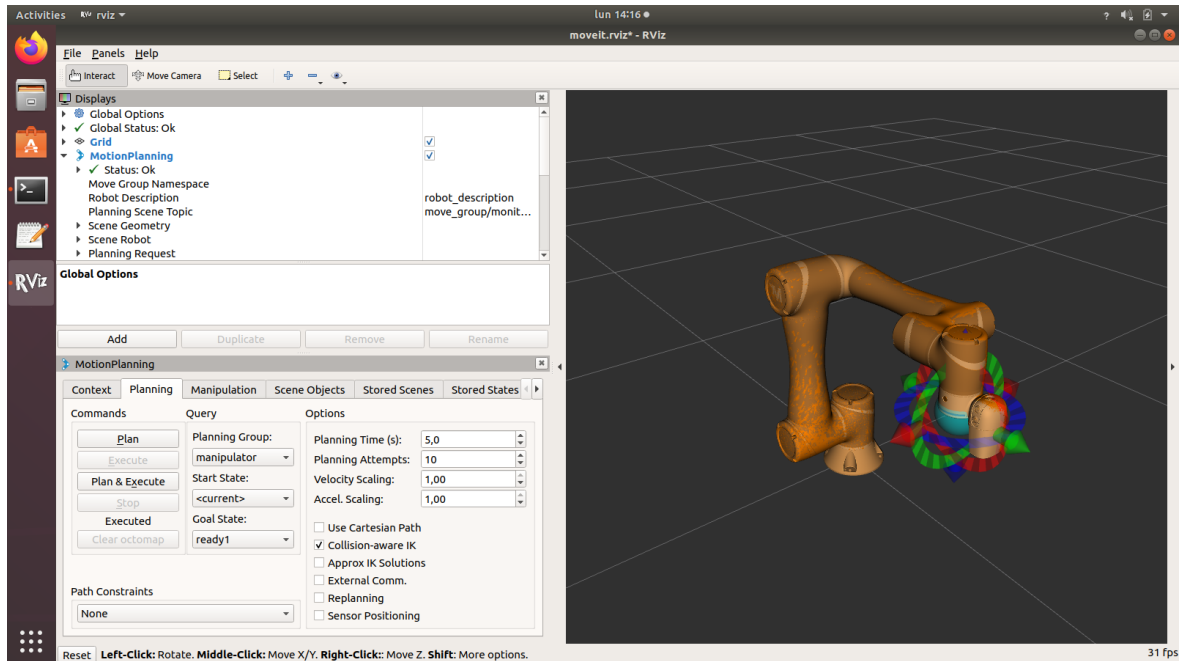 Activities RViz rviz lun 14:16
moveit.rviz* - RViz
File Panels Help
Interact Move Camera Select
Displays
Global Options
Global Status: Ok
Grid
MotionPlanning
Status: Ok
Move Group Namespace
Robot Description robot_description
Planning Scene Topic move_group/monit...
Scene Geometry
Scene Robot
Planning Request
RViz
Global Options
Add Duplicate Remove Rename
MotionPlanning
Context Planning Manipulation Scene Objects Stored Scenes Stored States
Commands Query Options
Plan Planning Group: Planning Time (s): 5,0
Execute manipulator Planning Attempts: 10
Plan & Execute Start State: Velocity Scaling: 1,00
Stop <current> Accel. Scaling: 1,00
Executed Goal State: Use Cartesian Path
Clear octomap ready1 Collision-aware IK
Approx IK Solutions
External Comm.
Path Constraints Replanning
None Sensor Positioning
Reset Left-Click: Rotate. Middle-Click: Move X/Y. Right-Click:: Move Z. Shift: More options. 31 fps